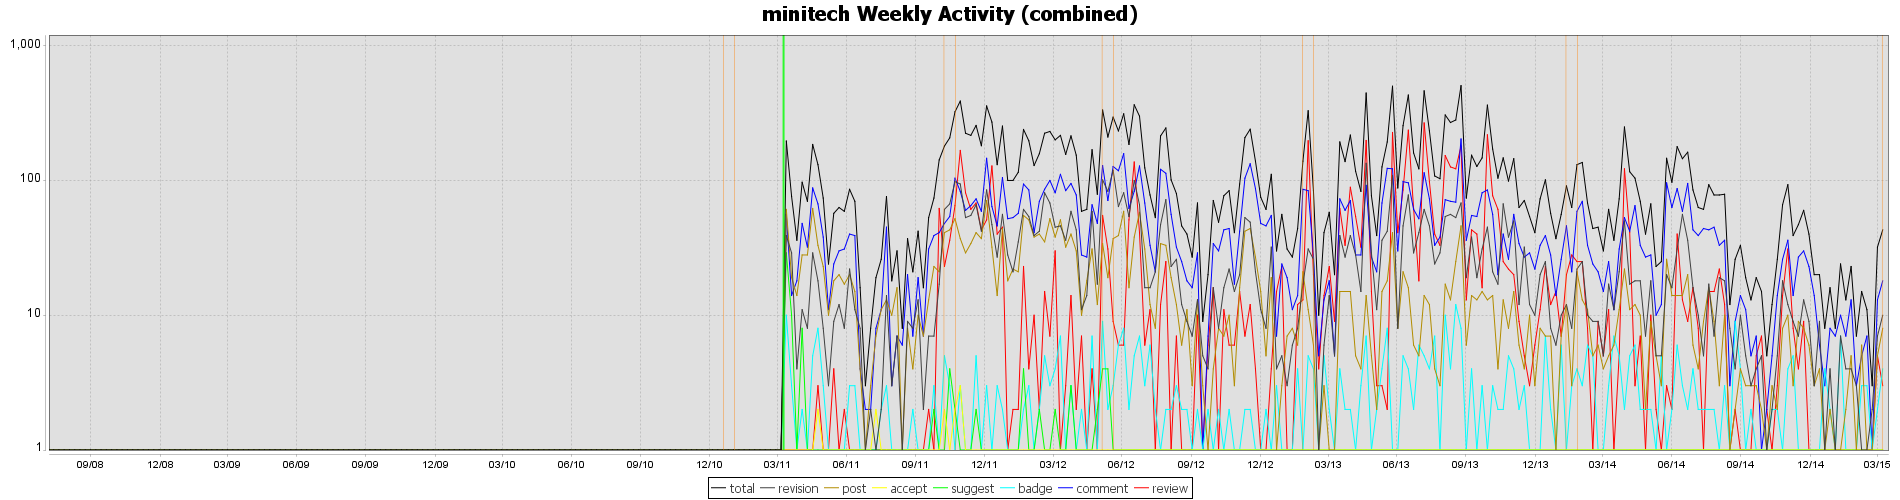 minitech Weekly Activity (combined)
1,000
100
10
1
09/08 12/08 03/09 06/09 09/09 12/09 03/10 06/10 09/10 12/10 03/11 06/11 09/11 12/11 03/12 06/12 09/12 12/12 03/13 06/13 09/13 12/13 03/14 06/14 09/14 12/14 03/15
total revision post accept suggest badge comment review